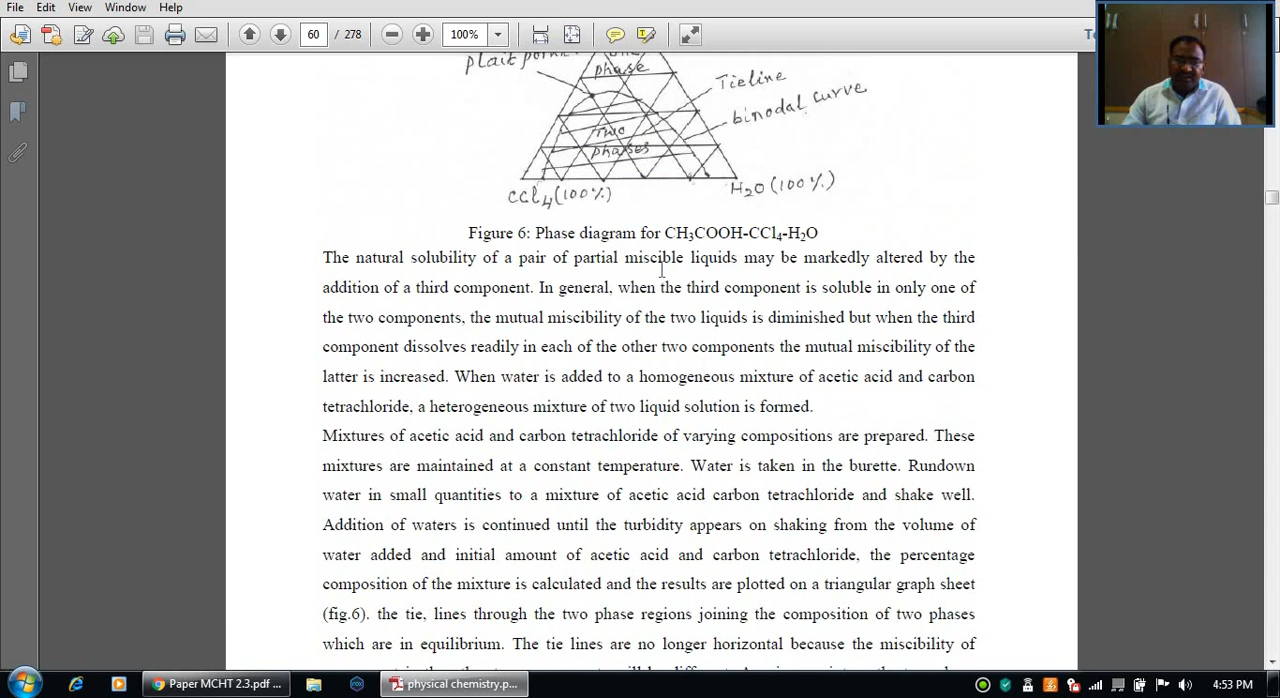 File Edit View Window Help
60 / 278 100%
plait point
phase
Tieline
binodal curve
Two
phases
CCl4 (100%)
H2O (100%)
Figure 6: Phase diagram for CH3COOH-CCl4-H2O
The natural solubility of a pair of partial miscible liquids may be markedly altered by the
addition of a third component. In general, when the third component is soluble in only one of
the two components, the mutual miscibility of the two liquids is diminished but when the third
component dissolves readily in each of the other two components the mutual miscibility of the
latter is increased. When water is added to a homogeneous mixture of acetic acid and carbon
tetrachloride, a heterogeneous mixture of two liquid solution is formed.
Mixtures of acetic acid and carbon tetrachloride of varying compositions are prepared. These
mixtures are maintained at a constant temperature. Water is taken in the burette. Rundown
water in small quantities to a mixture of acetic acid carbon tetrachloride and shake well.
Addition of waters is continued until the turbidity appears on shaking from the volume of
water added and initial amount of acetic acid and carbon tetrachloride, the percentage
composition of the mixture is calculated and the results are plotted on a triangular graph sheet
(fig.6). the tie, lines through the two phase regions joining the composition of two phases
which are in equilibrium. The tie lines are no longer horizontal because the miscibility of
Paper MCHT 2.3.pdf ...
physical chemistry.p...
4:53 PM